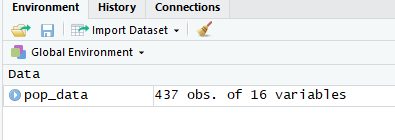 Environment History Connections
Import Dataset
Global Environment
Data
pop_data 437 obs. of 16 variables